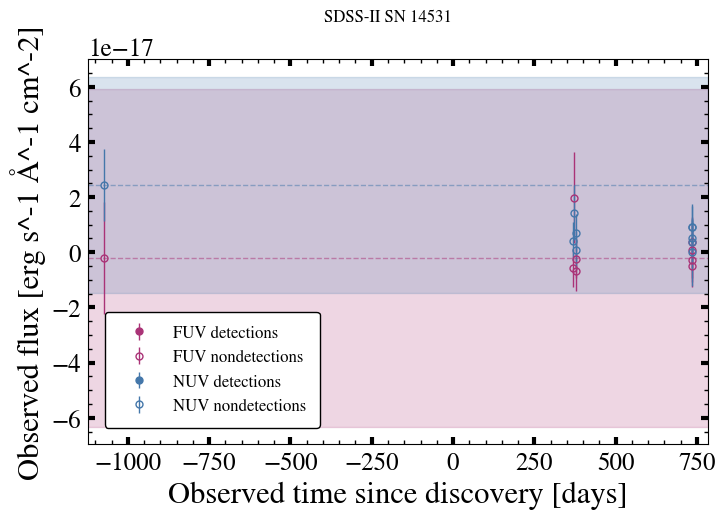 SDSS-II SN 14531
1e−17
Observed flux [erg s^-1 Å^-1 cm^-2]
6
4
2
0
−2
−4
−6
FUV detections
FUV nondetections
NUV detections
NUV nondetections
−1000 −750 −500 −250 0 250 500 750
Observed time since discovery [days]